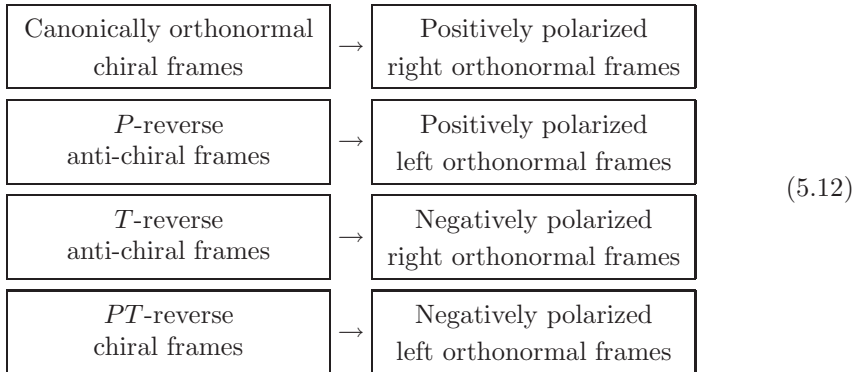 Canonically orthonormal
chiral frames
→
Positively polarized
right orthonormal frames
P-reverse
anti-chiral frames
→
Positively polarized
left orthonormal frames
T-reverse
anti-chiral frames
→
Negatively polarized
right orthonormal frames
PT-reverse
chiral frames
→
Negatively polarized
left orthonormal frames
(5.12)